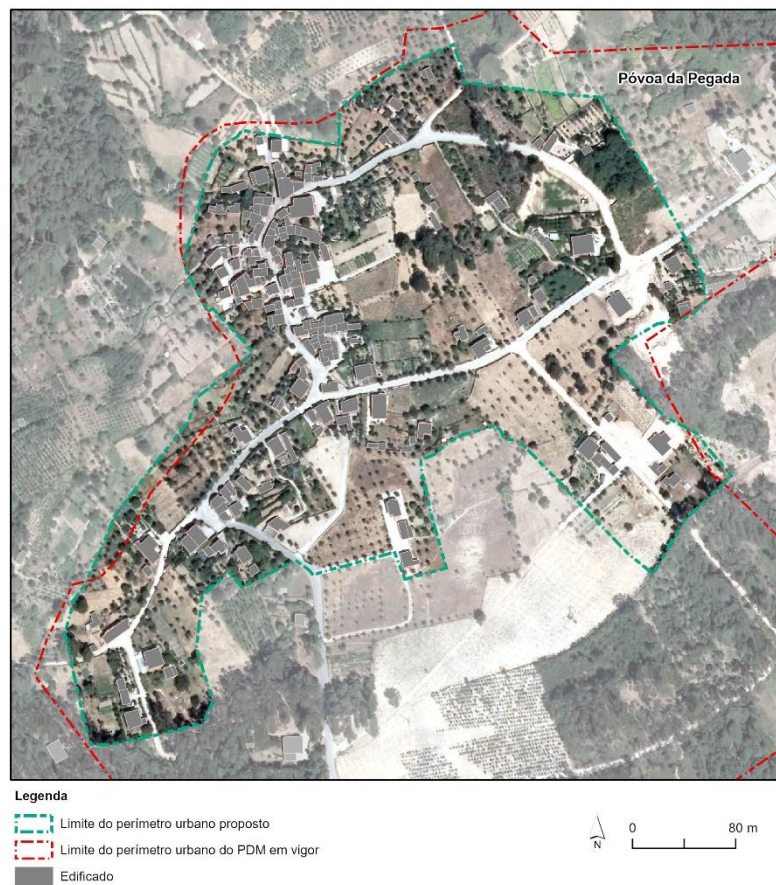 Póvoa da Pegada
Legenda
Limite do perímetro urbano proposto
Limite do perímetro urbano do PDM em vigor
Edificado
N
0 80 m